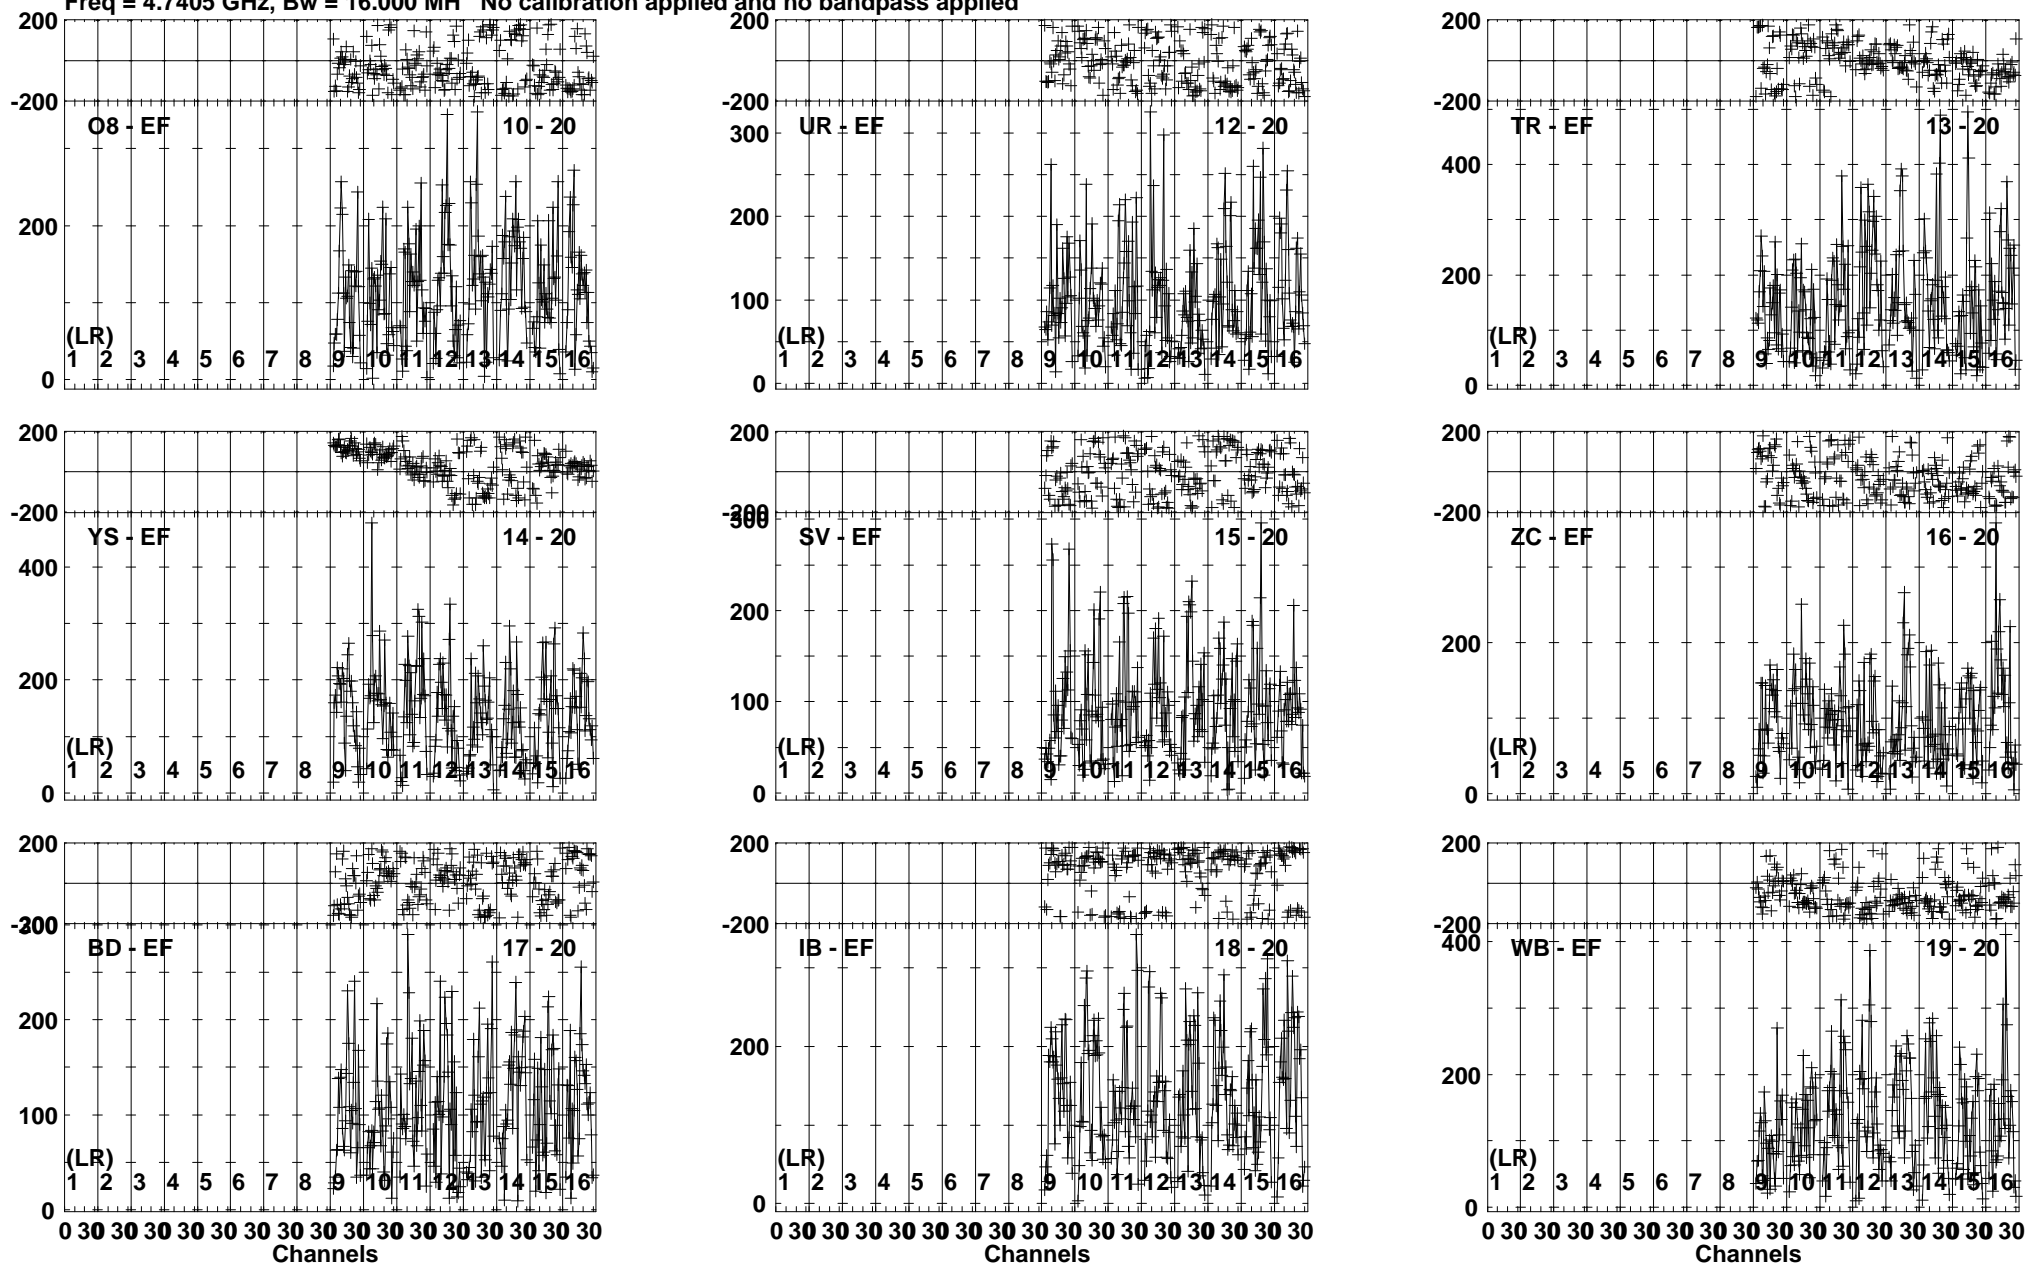 Freq = 4.7405 GHz, Bw = 16.000 MH No calibration applied and no bandpass applied
200 200 200
-200 -200 -200
O8 - EF 10 - 20 UR - EF 12 - 20 TR - EF 13 - 20
300
400
200 200 200
100
(LR) (LR) (LR)
1 2 3 4 5 6 7 8 9 10 11 12 13 14 15 16 1 2 3 4 5 6 7 8 9 10 11 12 13 14 15 16 1 2 3 4 5 6 7 8 9 10 11 12 13 14 15 16
0 0 0
200 200 200
-200 -200 -200
300
YS - EF 14 - 20 SV - EF 15 - 20 ZC - EF 16 - 20
400
200 200 200
100
(LR) (LR) (LR)
1 2 3 4 5 6 7 8 9 10 11 12 13 14 15 16 1 2 3 4 5 6 7 8 9 10 11 12 13 14 15 16 1 2 3 4 5 6 7 8 9 10 11 12 13 14 15 16
0 0 0
200 200 200
-200 -200 -200
300 400
BD - EF 17 - 20 IB - EF 18 - 20 WB - EF 19 - 20
200 200 200
100
(LR) (LR) (LR)
1 2 3 4 5 6 7 8 9 10 11 12 13 14 15 16 1 2 3 4 5 6 7 8 9 10 11 12 13 14 15 16 1 2 3 4 5 6 7 8 9 10 11 12 13 14 15 16
0 0 0
0 30 30 30 30 30 30 30 30 30 30 30 30 30 30 30 30 0 30 30 30 30 30 30 30 30 30 30 30 30 30 30 30 30 0 30 30 30 30 30 30 30 30 30 30 30 30 30 30 30 30
Channels Channels Channels